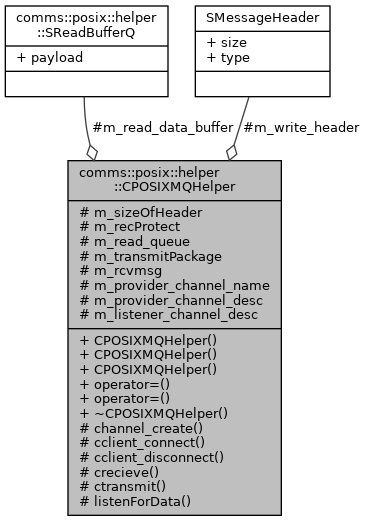 comms::posix::helper
::SReadBufferQ
+ payload
SMessageHeader
+ size
+ type
#m_read_data_buffer
#m_write_header
comms::posix::helper
::CPOSIXMQHelper
# m_sizeOfHeader
# m_recProtect
# m_read_queue
# m_transmitPackage
# m_rcvmsg
# m_provider_channel_name
# m_provider_channel_desc
# m_listener_channel_desc
+ CPOSIXMQHelper()
+ CPOSIXMQHelper()
+ CPOSIXMQHelper()
+ operator=()
+ operator=()
+ ~CPOSIXMQHelper()
# channel_create()
# cclient_connect()
# cclient_disconnect()
# crecieve()
# ctransmit()
# listenForData()